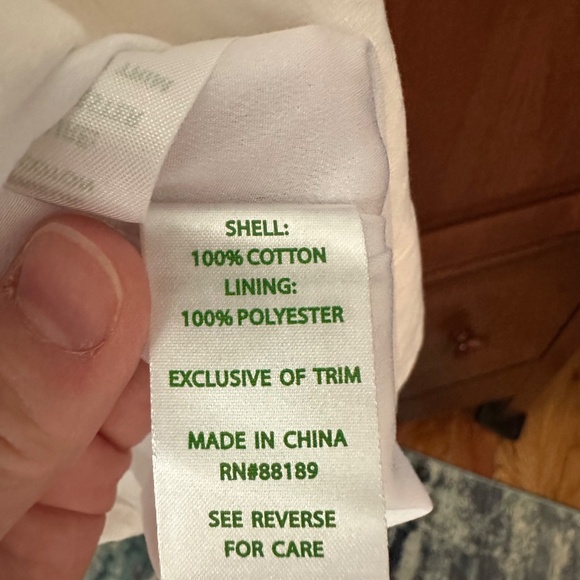 SHELL:
100% COTTON
LINING:
100% POLYESTER
EXCLUSIVE OF TRIM
MADE IN CHINA
RN#88189
SEE REVERSE
FOR CARE